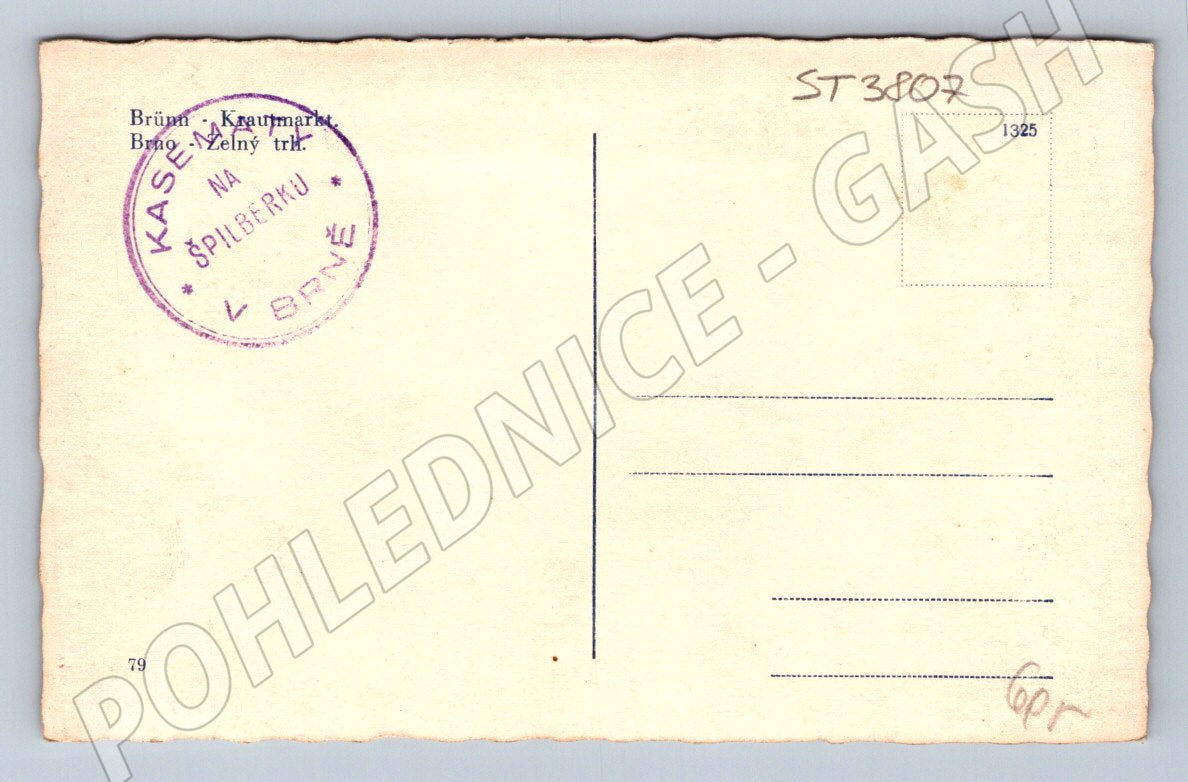 ST3807
1325
Brünn - Krautmarkt.
Brno - Zelný trh.
KASEMATY
NA
ŠPILBERKU
V BRNĚ
79
POHLEDNICE - GASH